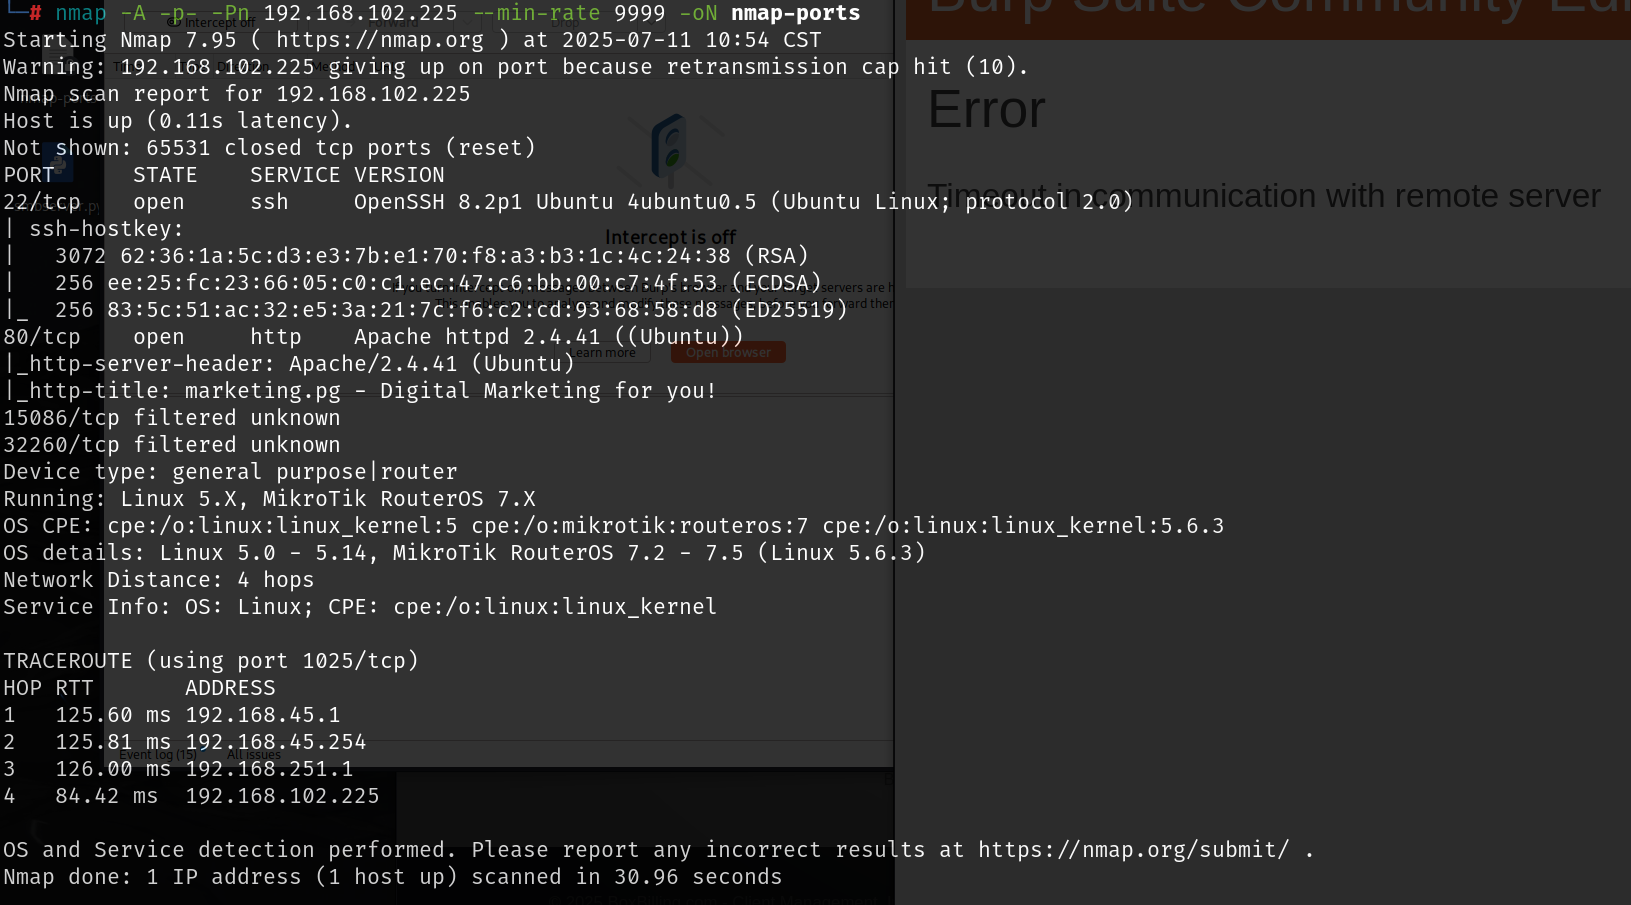 └─# nmap -A -p- -Pn 192.168.102.225 --min-rate 9999 -oN nmap-ports
Starting Nmap 7.95 ( https://nmap.org ) at 2025-07-11 10:54 CST
Warning: 192.168.102.225 giving up on port because retransmission cap hit (10).
Nmap scan report for 192.168.102.225
Host is up (0.11s latency).
Not shown: 65531 closed tcp ports (reset)
PORT      STATE    SERVICE VERSION
22/tcp    open     ssh     OpenSSH 8.2p1 Ubuntu 4ubuntu0.5 (Ubuntu Linux; protocol 2.0)
| ssh-hostkey:
|   3072 62:36:1a:5c:d3:e3:7b:e1:70:f8:a3:b3:1c:4c:24:38 (RSA)
|   256 ee:25:fc:23:66:05:c0:c1:ec:47:c6:bb:00:c7:4f:53 (ECDSA)
|_  256 83:5c:51:ac:32:e5:3a:21:7c:f6:c2:cd:93:68:58:d8 (ED25519)
80/tcp    open     http    Apache httpd 2.4.41 ((Ubuntu))
|_http-server-header: Apache/2.4.41 (Ubuntu)
|_http-title: marketing.pg - Digital Marketing for you!
15086/tcp filtered unknown
32260/tcp filtered unknown
Device type: general purpose|router
Running: Linux 5.X, MikroTik RouterOS 7.X
OS CPE: cpe:/o:linux:linux_kernel:5 cpe:/o:mikrotik:routeros:7 cpe:/o:linux:linux_kernel:5.6.3
OS details: Linux 5.0 - 5.14, MikroTik RouterOS 7.2 - 7.5 (Linux 5.6.3)
Network Distance: 4 hops
Service Info: OS: Linux; CPE: cpe:/o:linux:linux_kernel
TRACEROUTE (using port 1025/tcp)
HOP RTT       ADDRESS
1   125.60 ms 192.168.45.1
2   125.81 ms 192.168.45.254
3   126.00 ms 192.168.251.1
4   84.42 ms  192.168.102.225
OS and Service detection performed. Please report any incorrect results at https://nmap.org/submit/ .
Nmap done: 1 IP address (1 host up) scanned in 30.96 seconds
Burp Suite Community
Error
Timeout in communication with remote server
Intercept off
Forward
Drop
Intercept is off
Learn more
Open browser
Event log (15)
All issues